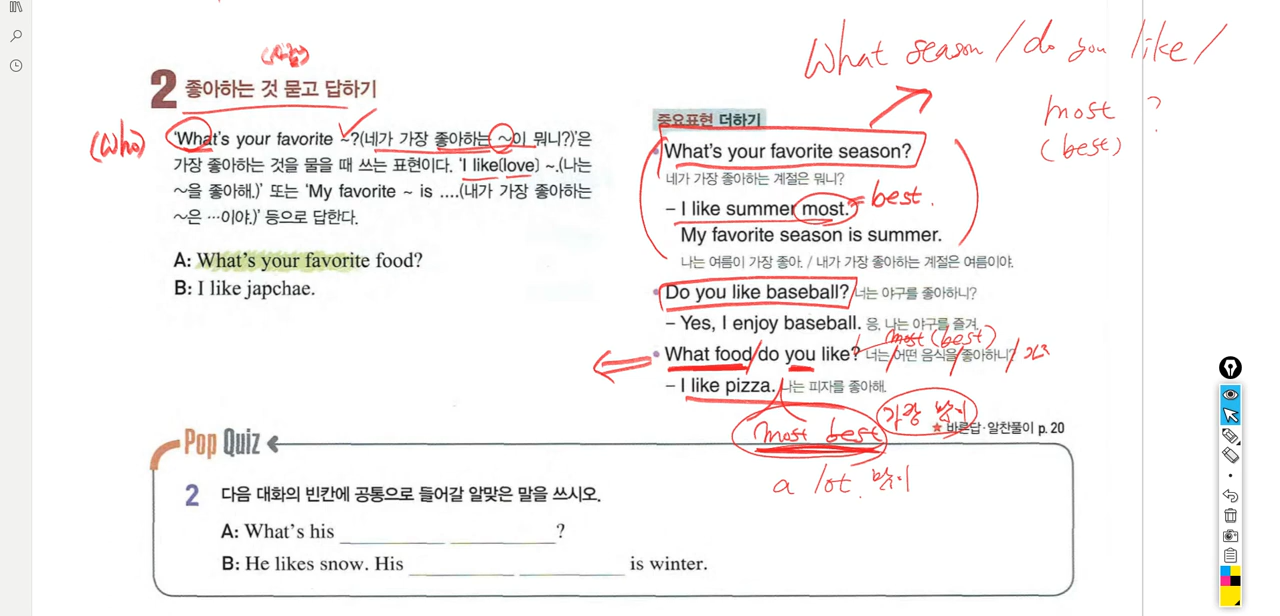 (사람)
What season / do you like /
most ?
(best)
2 좋아하는 것 묻고 답하기
(Who)
'What's your favorite ~?(네가 가장 좋아하는 ~이 뭐니?)'은
가장 좋아하는 것을 물을 때 쓰는 표현이다. 'I like(love) ~.(나는
~을 좋아해.)' 또는 'My favorite ~ is ....(내가 가장 좋아하는
~은 …이야.)' 등으로 답한다.
A: What's your favorite food?
B: I like japchae.
중요표현 더하기
• What's your favorite season?
네가 가장 좋아하는 계절은 뭐니?
– I like summer most. best.
My favorite season is summer.
나는 여름이 가장 좋아. / 내가 가장 좋아하는 계절은 여름이야.
• Do you like baseball? 너는 야구를 좋아하니?
– Yes, I enjoy baseball. 응, 나는 야구를 즐겨.
most (best)
• What food / do you like? 너는 / 어떤 음식을 / 좋아하니? /
– I like pizza. 나는 피자를 좋아해.
most best 가장 많이
★ 바른답·알찬풀이 p. 20
a lot. 많이
Pop Quiz
2 다음 대화의 빈칸에 공통으로 들어갈 알맞은 말을 쓰시오.
A: What's his ________ ________?
B: He likes snow. His ________ ________ is winter.